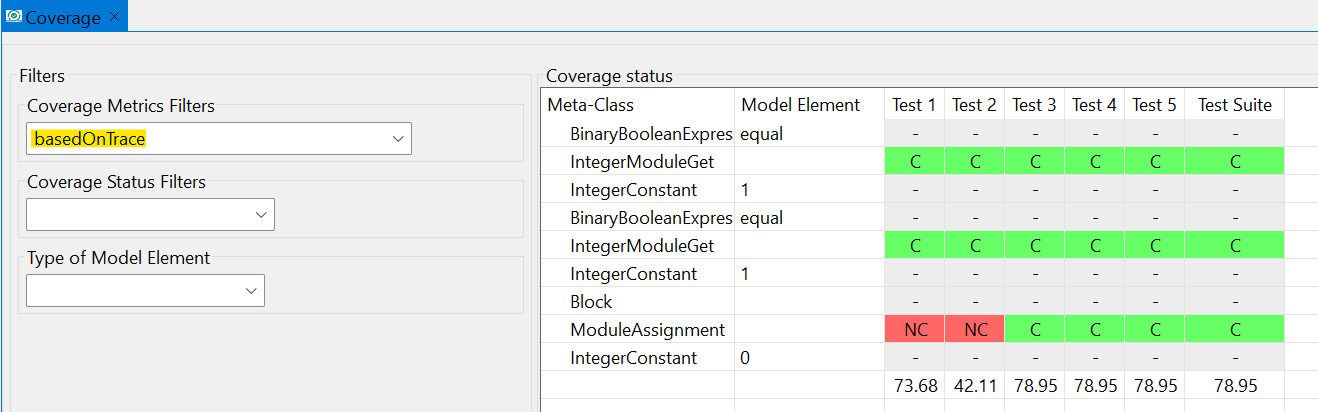 Coverage
Filters
Coverage Metrics Filters
basedOnTrace
Coverage Status Filters
Type of Model Element
Coverage status
Meta-Class Model Element Test 1 Test 2 Test 3 Test 4 Test 5 Test Suite
BinaryBooleanExpres equal - - - - - -
IntegerModuleGet C C C C C C
IntegerConstant 1 - - - - - -
BinaryBooleanExpres equal - - - - - -
IntegerModuleGet C C C C C C
IntegerConstant 1 - - - - - -
Block - - - - - -
ModuleAssignment NC NC C C C C
IntegerConstant 0 - - - - - -
73.68 42.11 78.95 78.95 78.95 78.95